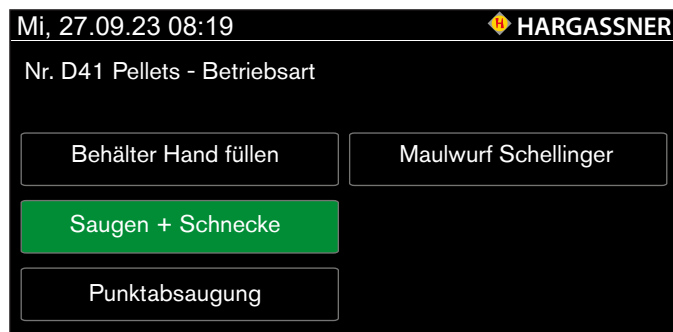 Mi, 27.09.23 08:19
H HARGASSNER
Nr. D41 Pellets - Betriebsart
Behälter Hand füllen
Maulwurf Schellinger
Saugen + Schnecke
Punktabsaugung